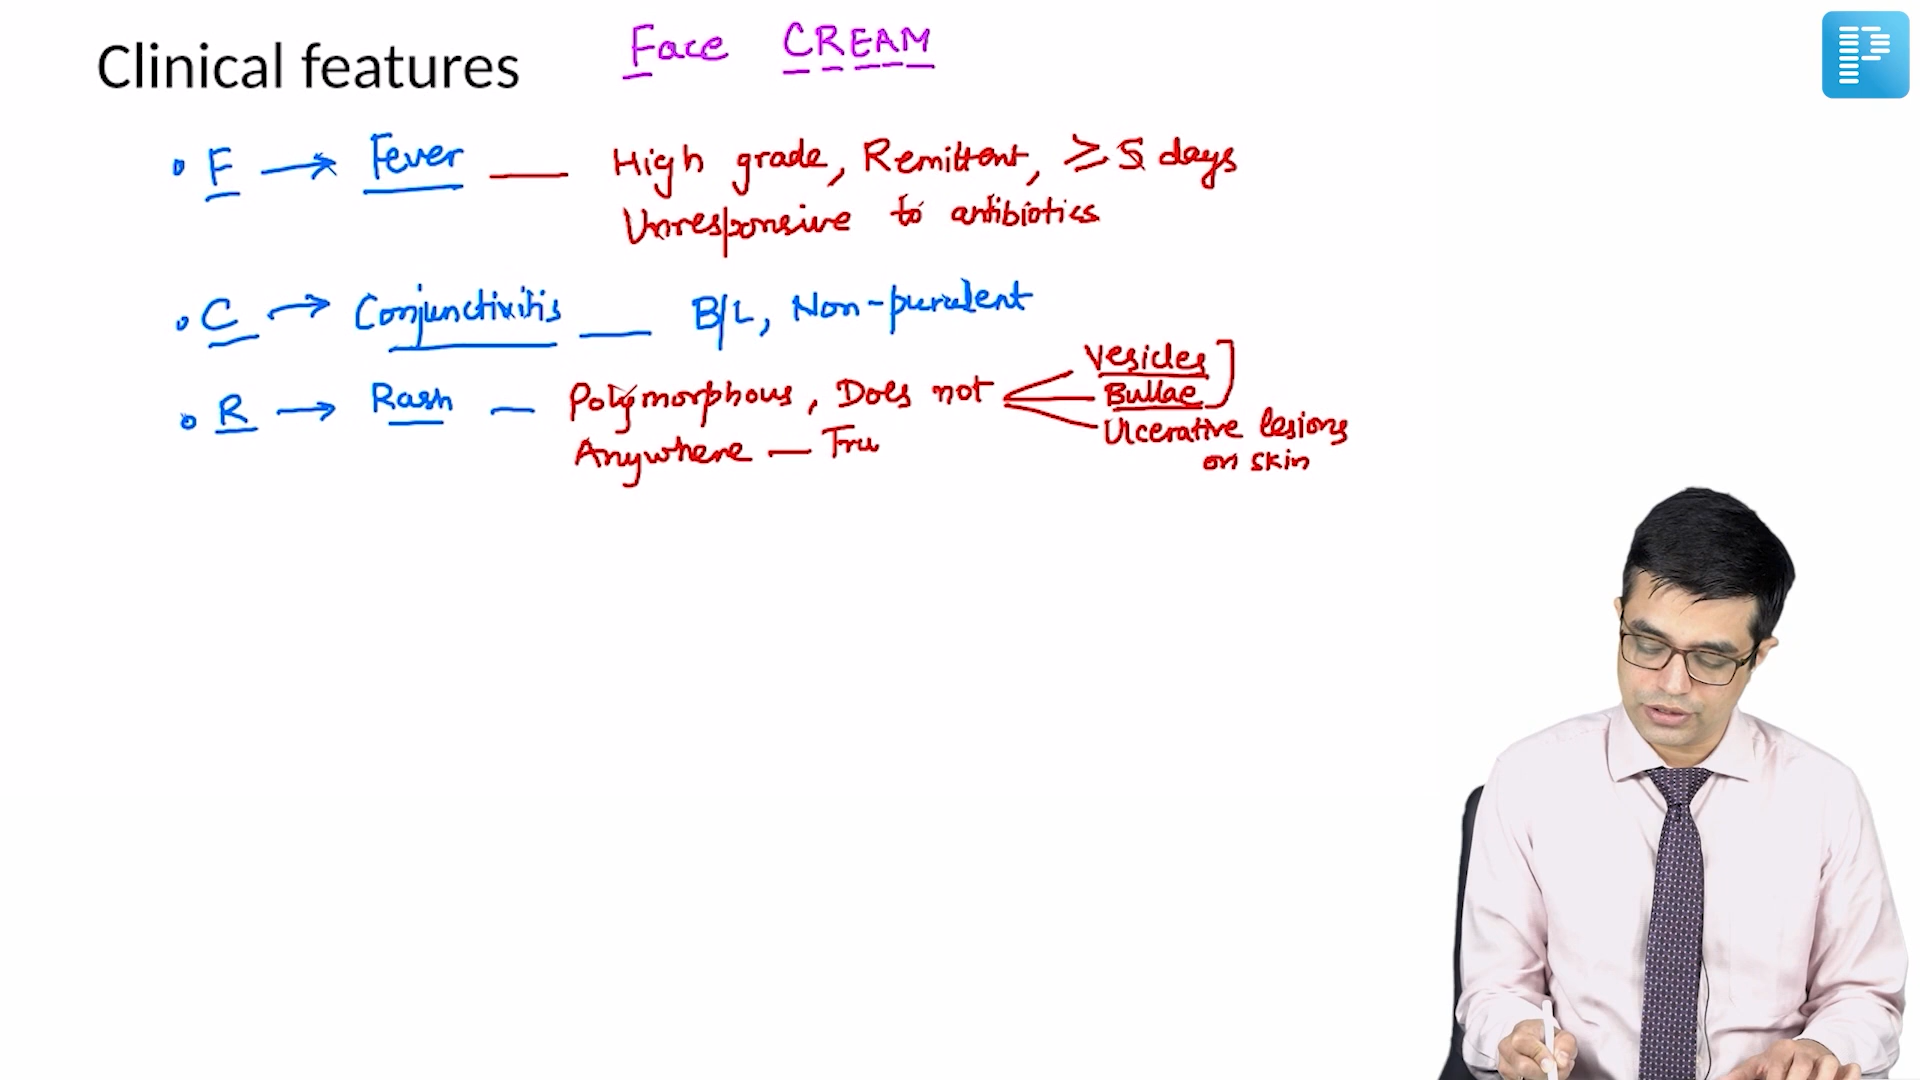 Clinical features
Face CREAM
• F → Fever — High grade, Remittent, ≥ 5 days
Unresponsive to antibiotics
• C → Conjunctivitis — B/L, Non-purulent
• R → Rash — Polymorphous, Does not
Vesicles
Bullae
Ulcerative lesions
on skin
Anywhere — Tru